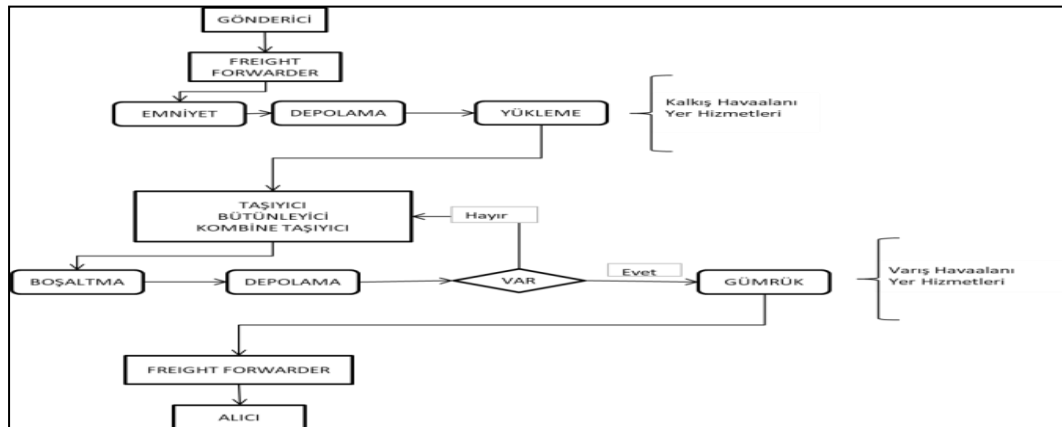 GÖNDERİCİ
FREIGHT
FORWARDER
EMNİYET
DEPOLAMA
YÜKLEME
Kalkış Havaalanı
Yer Hizmetleri
TAŞIYICI
BÜTÜNLEYİCİ
KOMBİNE TAŞIYICI
Hayır
BOŞALTMA
DEPOLAMA
VAR
Evet
GÜMRÜK
Varış Havaalanı
Yer Hizmetleri
FREIGHT FORWARDER
ALICI